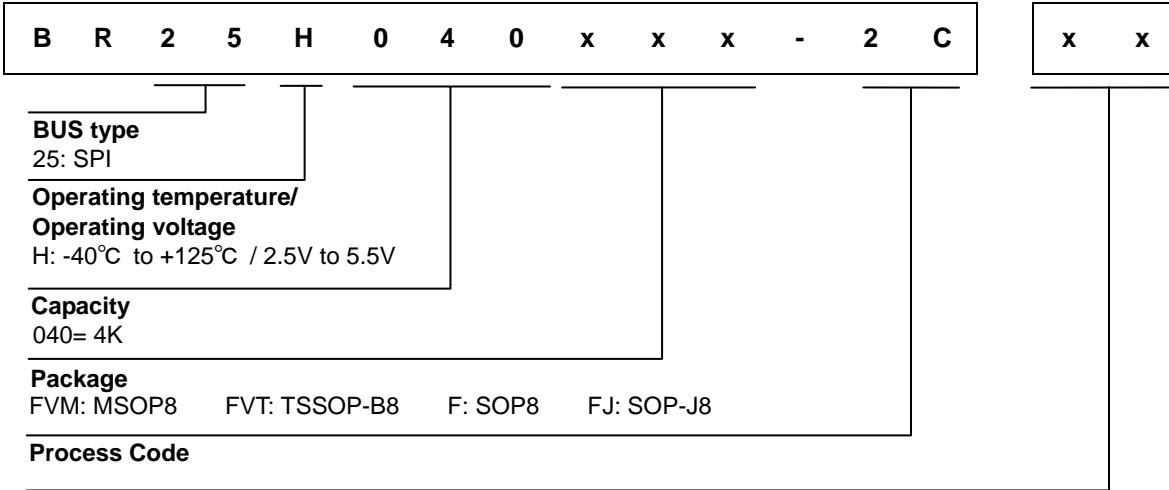 B R 2 5 H 0 4 0 x x x - 2 C x x
BUS type
25: SPI
Operating temperature/
Operating voltage
H: -40℃ to +125℃ / 2.5V to 5.5V
Capacity
040= 4K
Package
FVM: MSOP8 FVT: TSSOP-B8 F: SOP8 FJ: SOP-J8
Process Code